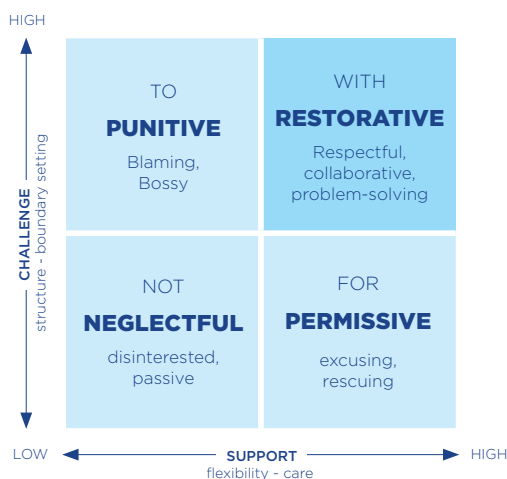 HIGH
TO
PUNITIVE
Blaming,
Bossy
WITH
RESTORATIVE
Respectful,
collaborative,
problem-solving
CHALLENGE
structure - boundary setting
NOT
NEGLECTFUL
disinterested,
passive
FOR
PERMISSIVE
excusing,
rescuing
LOW
SUPPORT
flexibility - care
HIGH